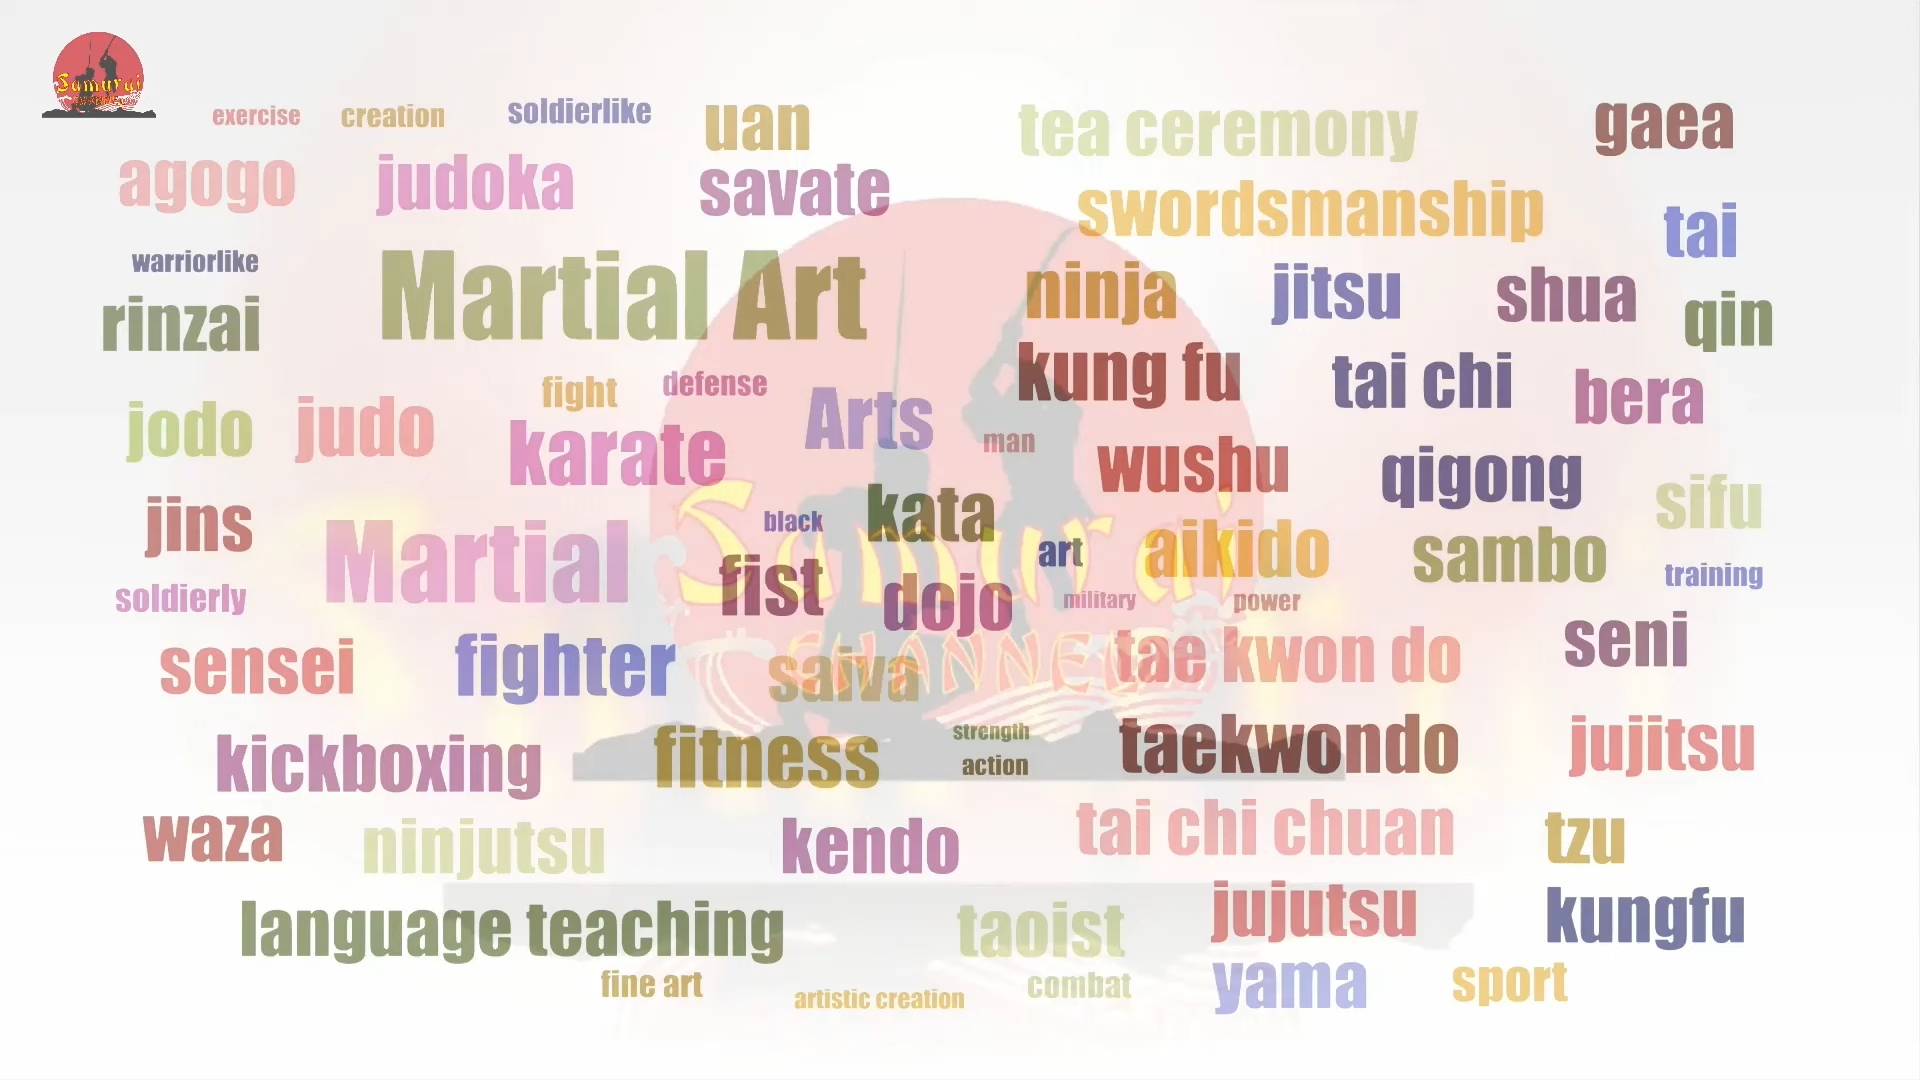 Samurai
exercise creation soldierlike uan tea ceremony gaea
agogo judoka savate swordsmanship tai
warriorlike Martial Art ninja jitsu shua qin
rinzai kung fu tai chi bera
jodo judo fight defense Arts man
karate wushu qigong sifu
jins Martial black kata art aikido sambo training
soldierly fist dojo military power seni
Samurai
CHANNEL
sensei fighter saiva tae kwon do
kickboxing fitness strength taekwondo jujitsu
action
waza ninjutsu kendo tai chi chuan tzu
language teaching taoist jujutsu kungfu
fine art artistic creation combat yama sport